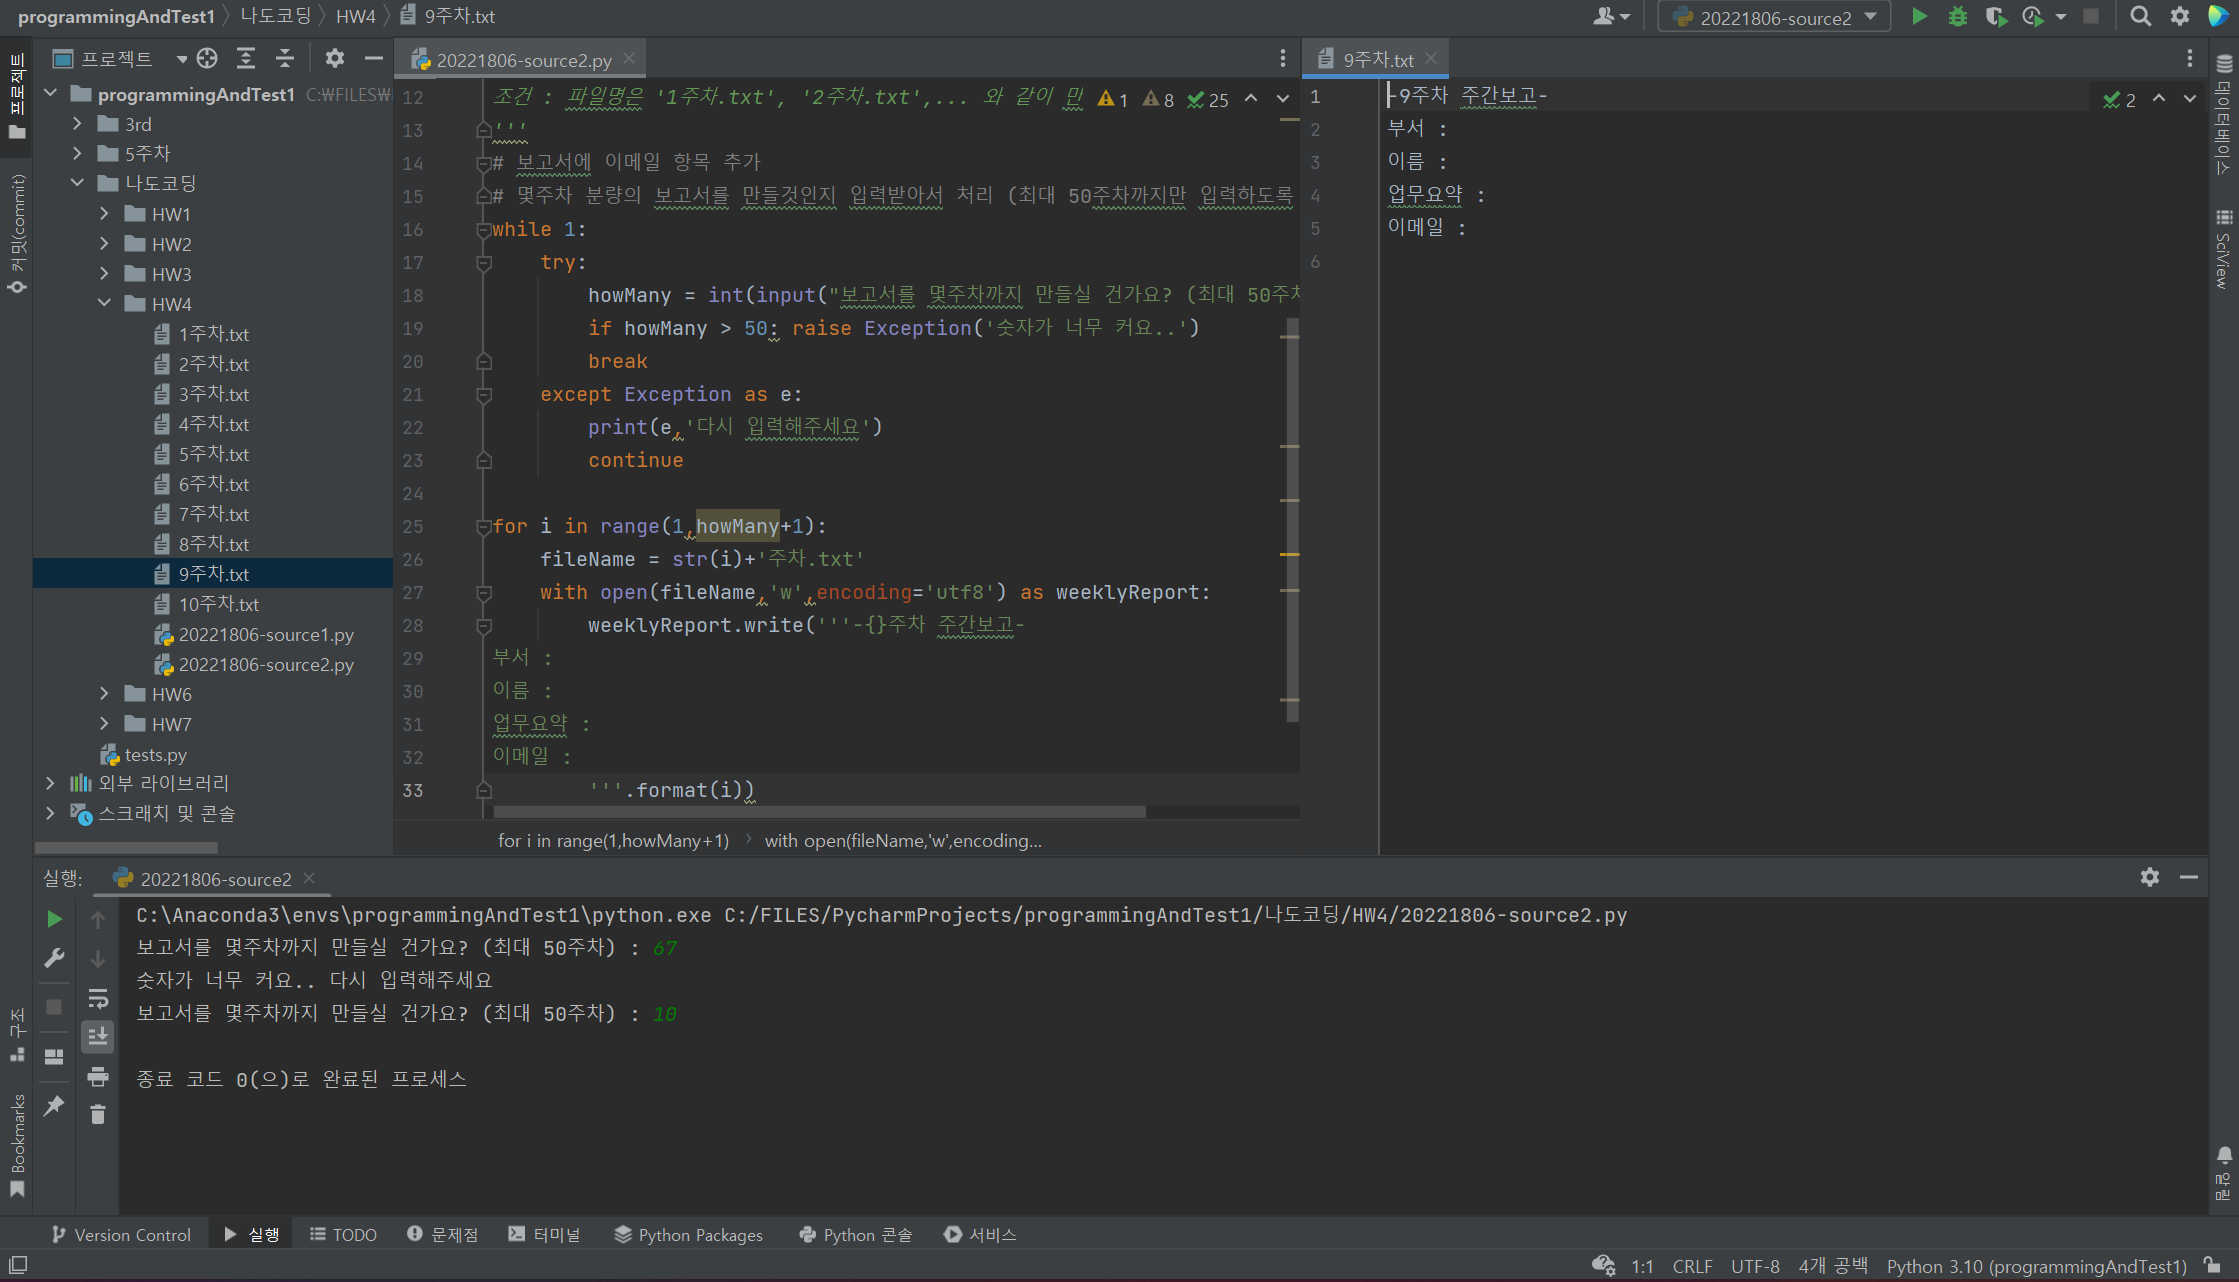 programmingAndTest1 나도코딩 HW4 9주차.txt
20221806-source2
프로젝트
20221806-source2.py
9주차.txt
프로젝트
커밋(commit)
구조
Bookmarks
programmingAndTest1 C:₩FILES₩
3rd
5주차
나도코딩
HW1
HW2
HW3
HW4
1주차.txt
2주차.txt
3주차.txt
4주차.txt
5주차.txt
6주차.txt
7주차.txt
8주차.txt
9주차.txt
10주차.txt
20221806-source1.py
20221806-source2.py
HW6
HW7
tests.py
외부 라이브러리
스크래치 및 콘솔
12 조건 : 파일명은 '1주차.txt', '2주차.txt',... 와 같이 만
1 8 25
13 '''
14 # 보고서에 이메일 항목 추가
15 # 몇주차 분량의 보고서를 만들것인지 입력받아서 처리 (최대 50주차까지만 입력하도록
16 while 1:
17 try:
18 howMany = int(input("보고서를 몇주차까지 만들실 건가요? (최대 50주차
19 if howMany > 50: raise Exception('숫자가 너무 커요..')
20 break
21 except Exception as e:
22 print(e,'다시 입력해주세요')
23 continue
24
25 for i in range(1,howMany+1):
26 fileName = str(i)+'주차.txt'
27 with open(fileName,'w',encoding='utf8') as weeklyReport:
28 weeklyReport.write('''-{}주차 주간보고-
29 부서 :
30 이름 :
31 업무요약 :
32 이메일 :
33 '''.format(i))
for i in range(1,howMany+1) with open(fileName,'w',encoding...
1 -9주차 주간보고-
2 부서 :
3 이름 :
4 업무요약 :
5 이메일 :
6
2
데이터베이스
SciView
알림
실행: 20221806-source2
C:\Anaconda3\envs\programmingAndTest1\python.exe C:/FILES/PycharmProjects/programmingAndTest1/나도코딩/HW4/20221806-source2.py
보고서를 몇주차까지 만들실 건가요? (최대 50주차) : 67
숫자가 너무 커요.. 다시 입력해주세요
보고서를 몇주차까지 만들실 건가요? (최대 50주차) : 10
종료 코드 0(으)로 완료된 프로세스
Version Control 실행 TODO 문제점 터미널 Python Packages Python 콘솔 서비스
1:1 CRLF UTF-8 4개 공백 Python 3.10 (programmingAndTest1)